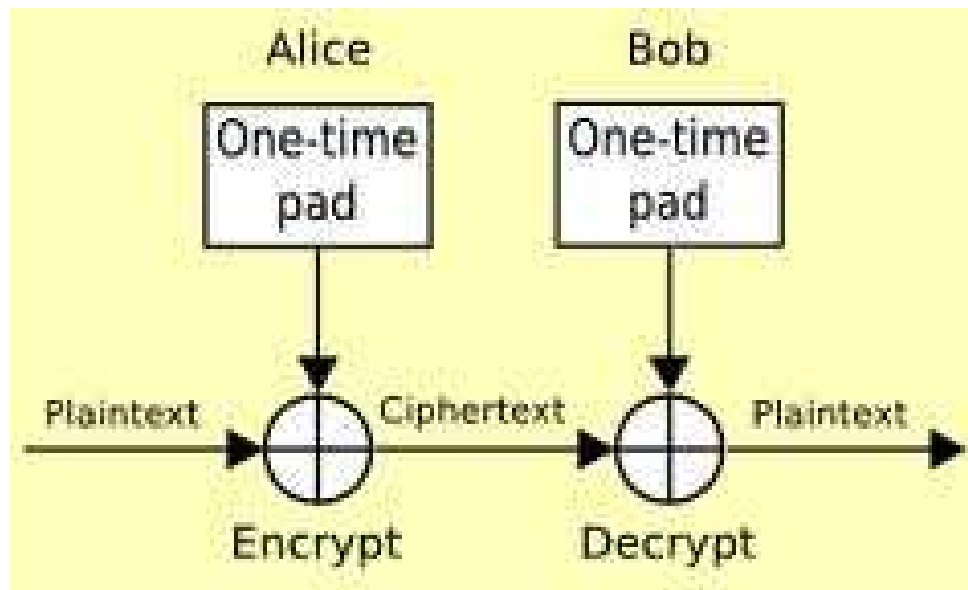 Alice
Bob
One-time
pad
One-time
pad
Plaintext
Ciphertext
Plaintext
Encrypt
Decrypt